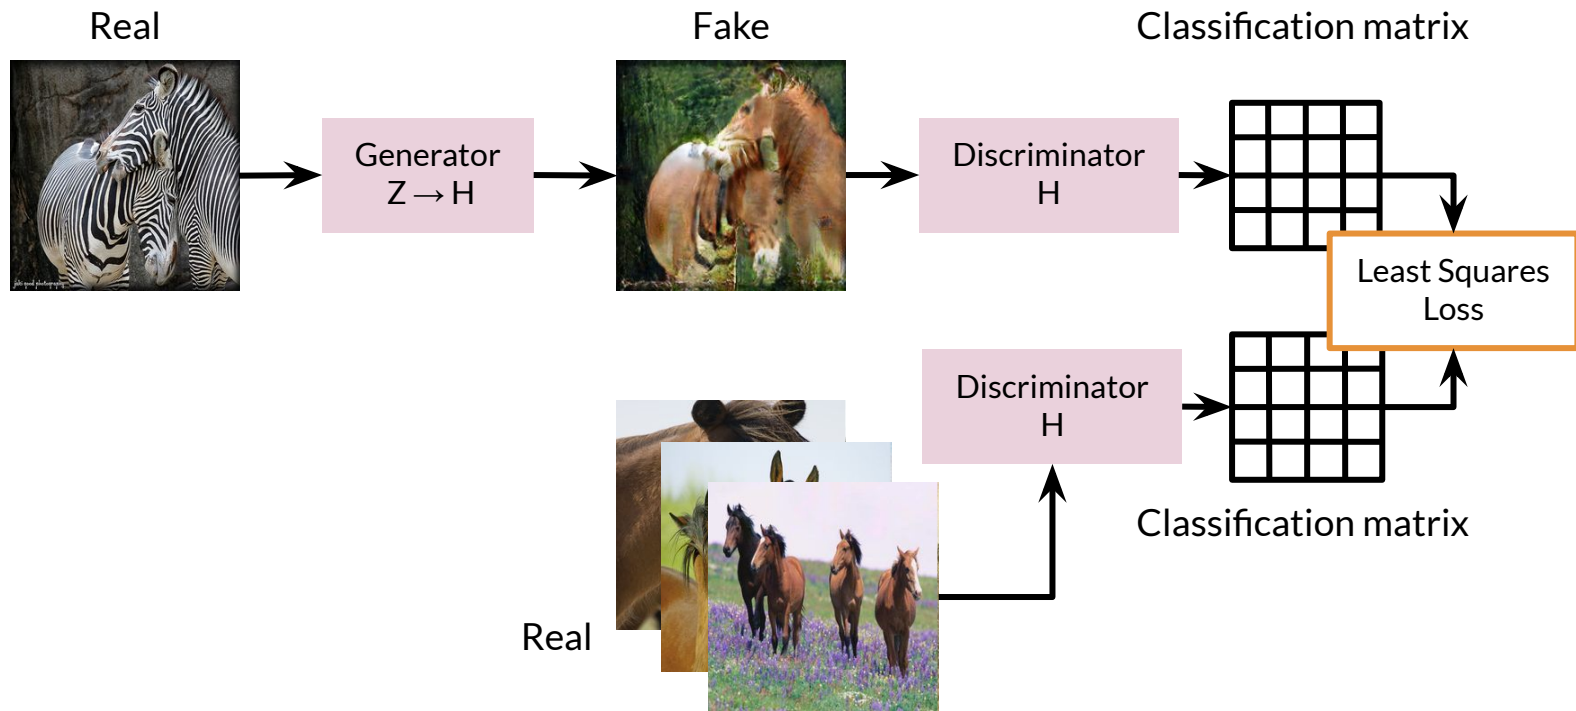 Real
Fake
Classification matrix
Generator
Z → H
Discriminator
H
Least Squares
Loss
Discriminator
H
Classification matrix
Real